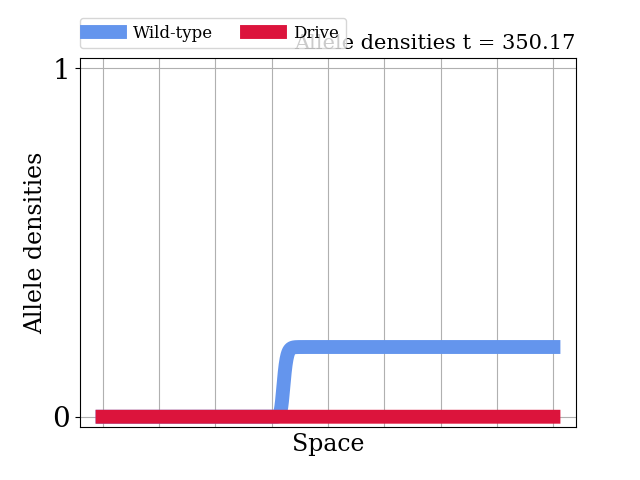 Wild-type
Drive
Allele densities t = 350.17
1
0
Allele densities
Space